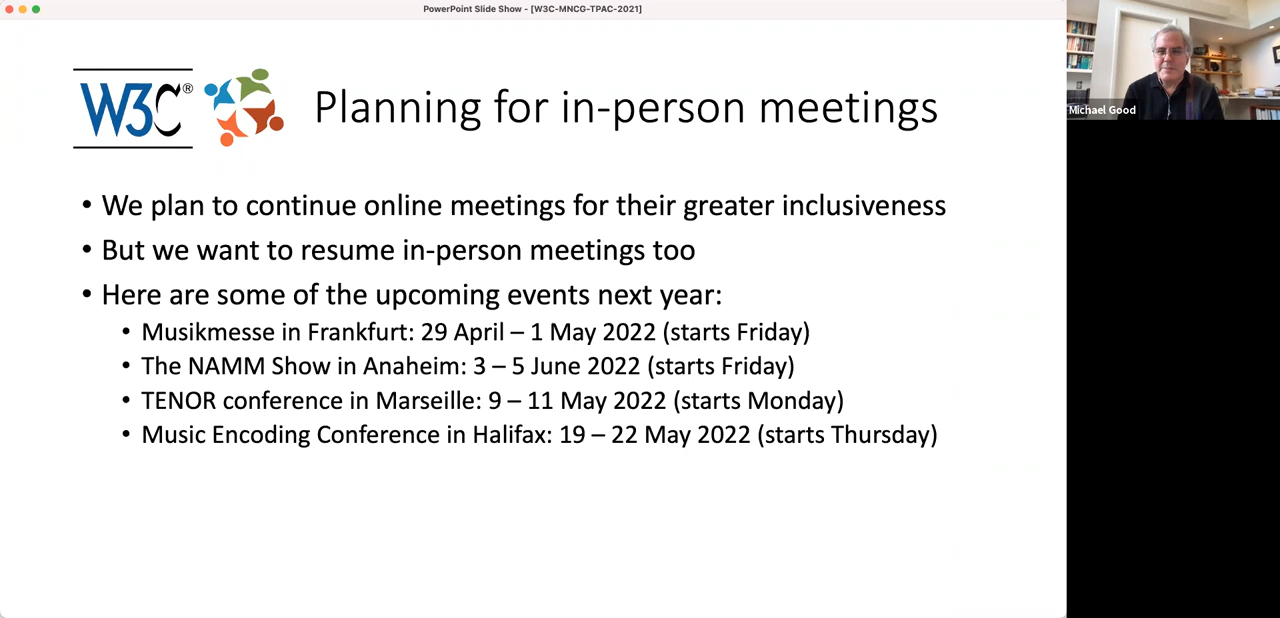 PowerPoint Slide Show - [W3C-MNCG-TPAC-2021]
W3C®
Planning for in-person meetings
• We plan to continue online meetings for their greater inclusiveness
• But we want to resume in-person meetings too
• Here are some of the upcoming events next year:
• Musikmesse in Frankfurt: 29 April – 1 May 2022 (starts Friday)
• The NAMM Show in Anaheim: 3 – 5 June 2022 (starts Friday)
• TENOR conference in Marseille: 9 – 11 May 2022 (starts Monday)
• Music Encoding Conference in Halifax: 19 – 22 May 2022 (starts Thursday)
Michael Good